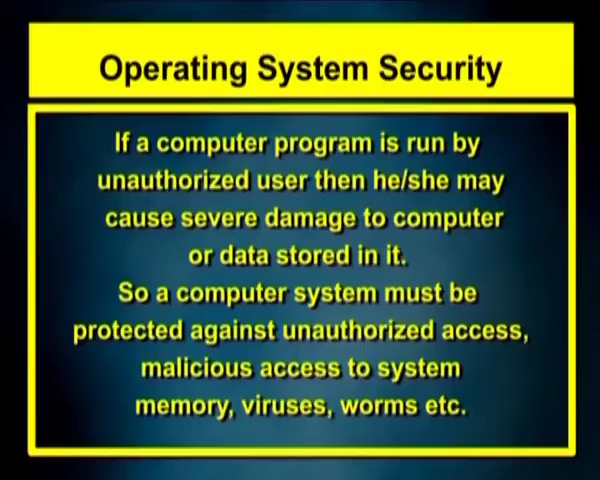 Operating System Security
If a computer program is run by
unauthorized user then he/she may
cause severe damage to computer
or data stored in it.
So a computer system must be
protected against unauthorized access,
malicious access to system
memory, viruses, worms etc.